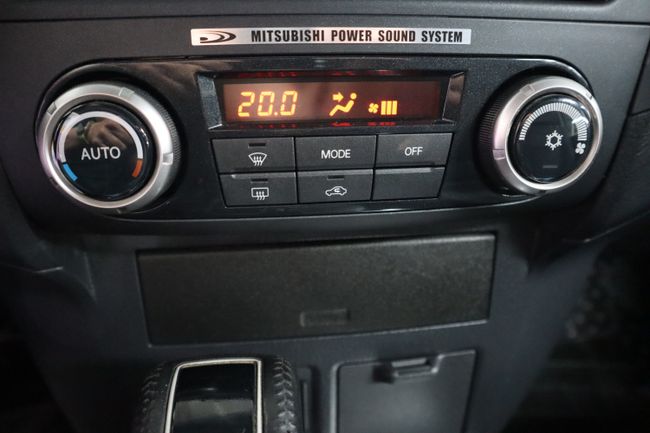 MITSUBISHI POWER SOUND SYSTEM
20.0
AUTO
MODE
OFF